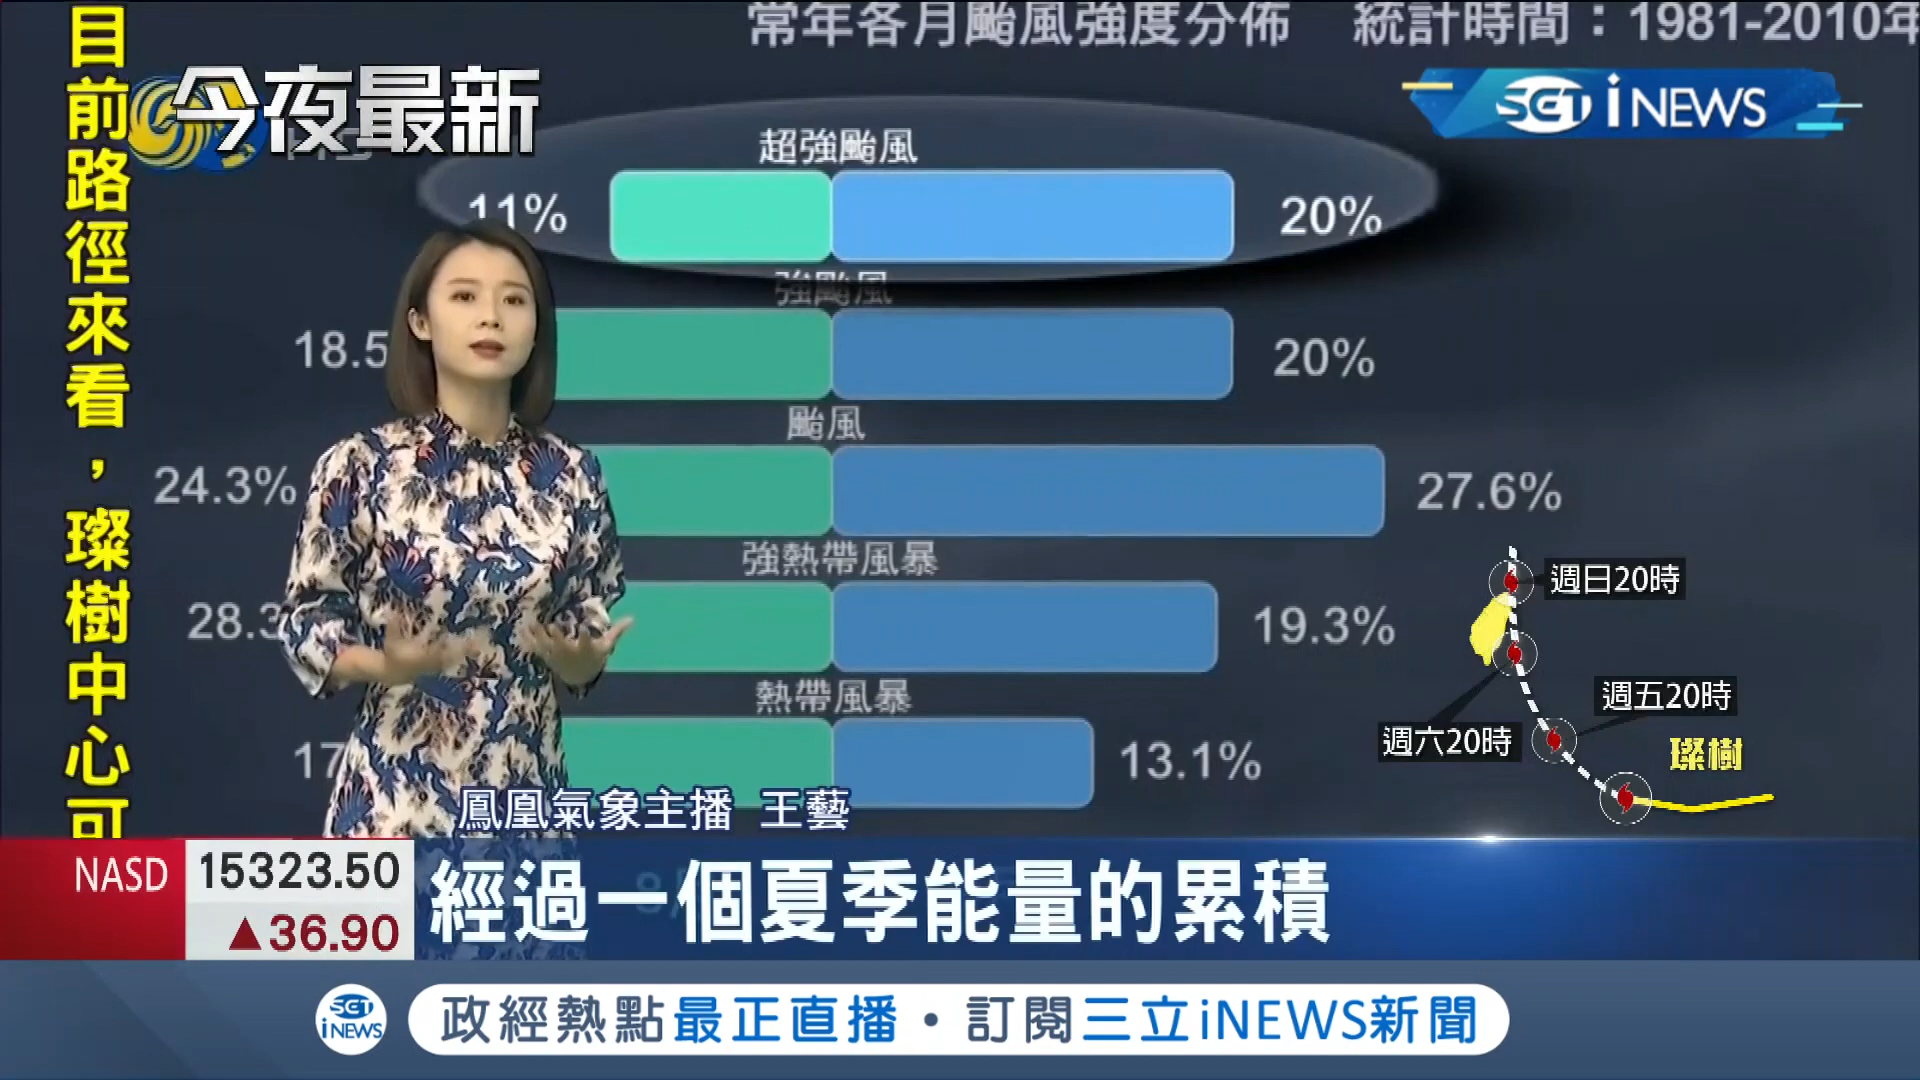 常年各月颱風強度分佈 統計時間：1981-2010年
目前路徑來看，璨樹中心可
今夜最新
SET iNEWS
超強颱風
11% 20%
強颱風
18.5 20%
颱風
24.3% 27.6%
強熱帶風暴
28.3 19.3%
熱帶風暴
17 13.1%
週日20時
週五20時
週六20時
璨樹
鳳凰氣象主播 王藝
NASD 15323.50
▲36.90
經過一個夏季能量的累積
SET iNEWS
政經熱點最正直播・訂閱三立iNEWS新聞